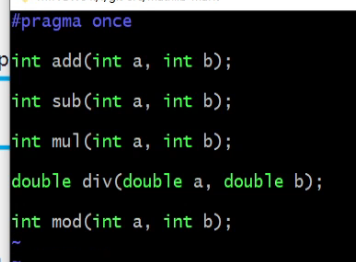 #pragma once
int add(int a, int b);
int sub(int a, int b);
int mul(int a, int b);
double div(double a, double b);
int mod(int a, int b);
~